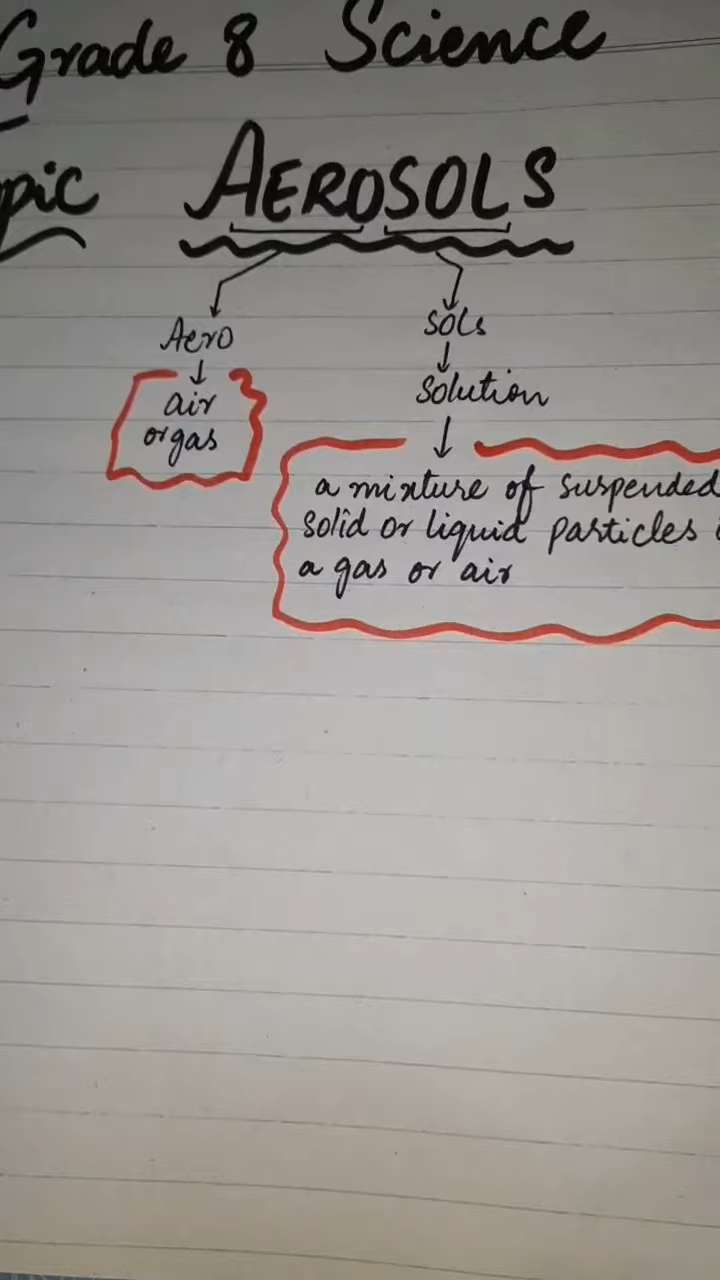 Grade 8 Science
pic AEROSOLS
Aero
sols
air
or gas
solution
a mixture of suspended
solid or liquid particles
a gas or air